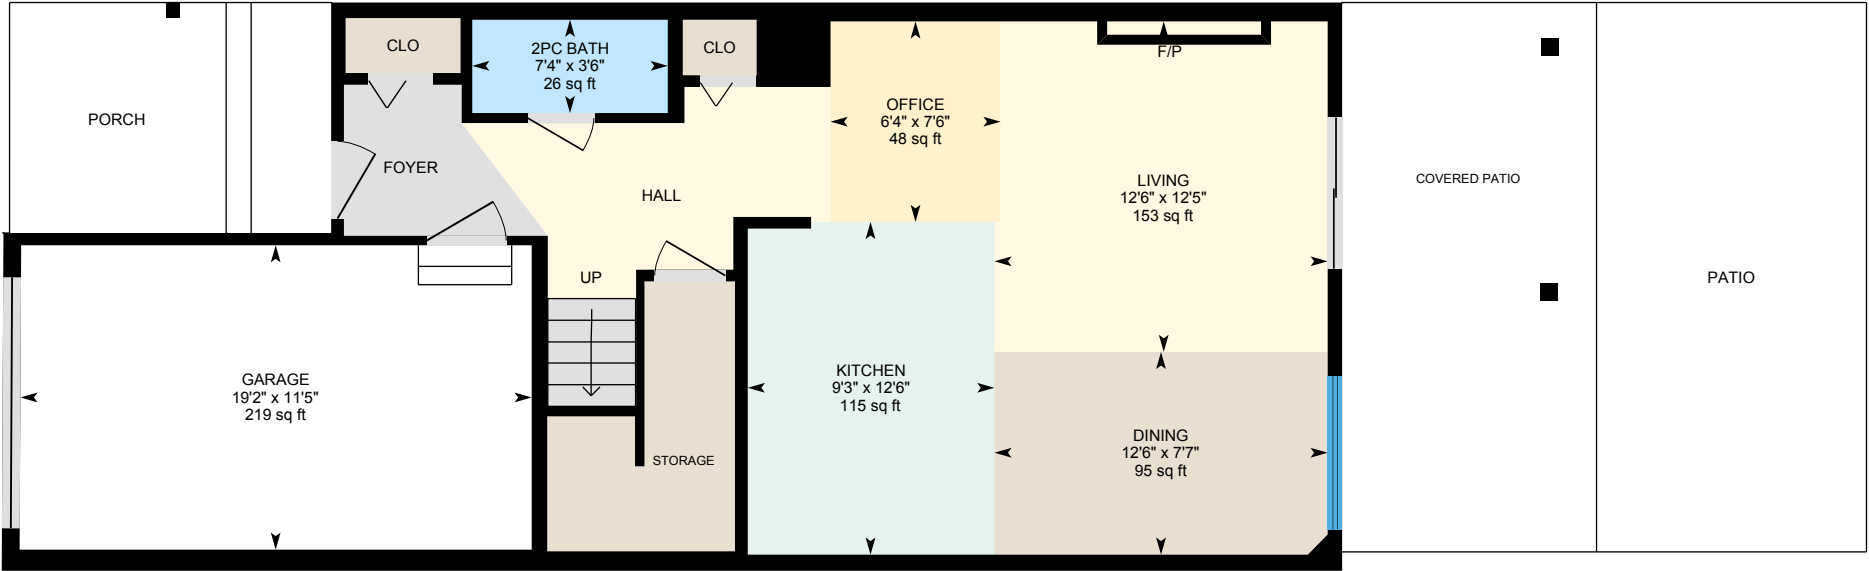 PORCH
CLO
2PC BATH
7'4" x 3'6"
26 sq ft
CLO
F/P
OFFICE
6'4" x 7'6"
48 sq ft
FOYER
HALL
LIVING
12'6" x 12'5"
153 sq ft
COVERED PATIO
PATIO
UP
GARAGE
19'2" x 11'5"
219 sq ft
KITCHEN
9'3" x 12'6"
115 sq ft
DINING
12'6" x 7'7"
95 sq ft
STORAGE